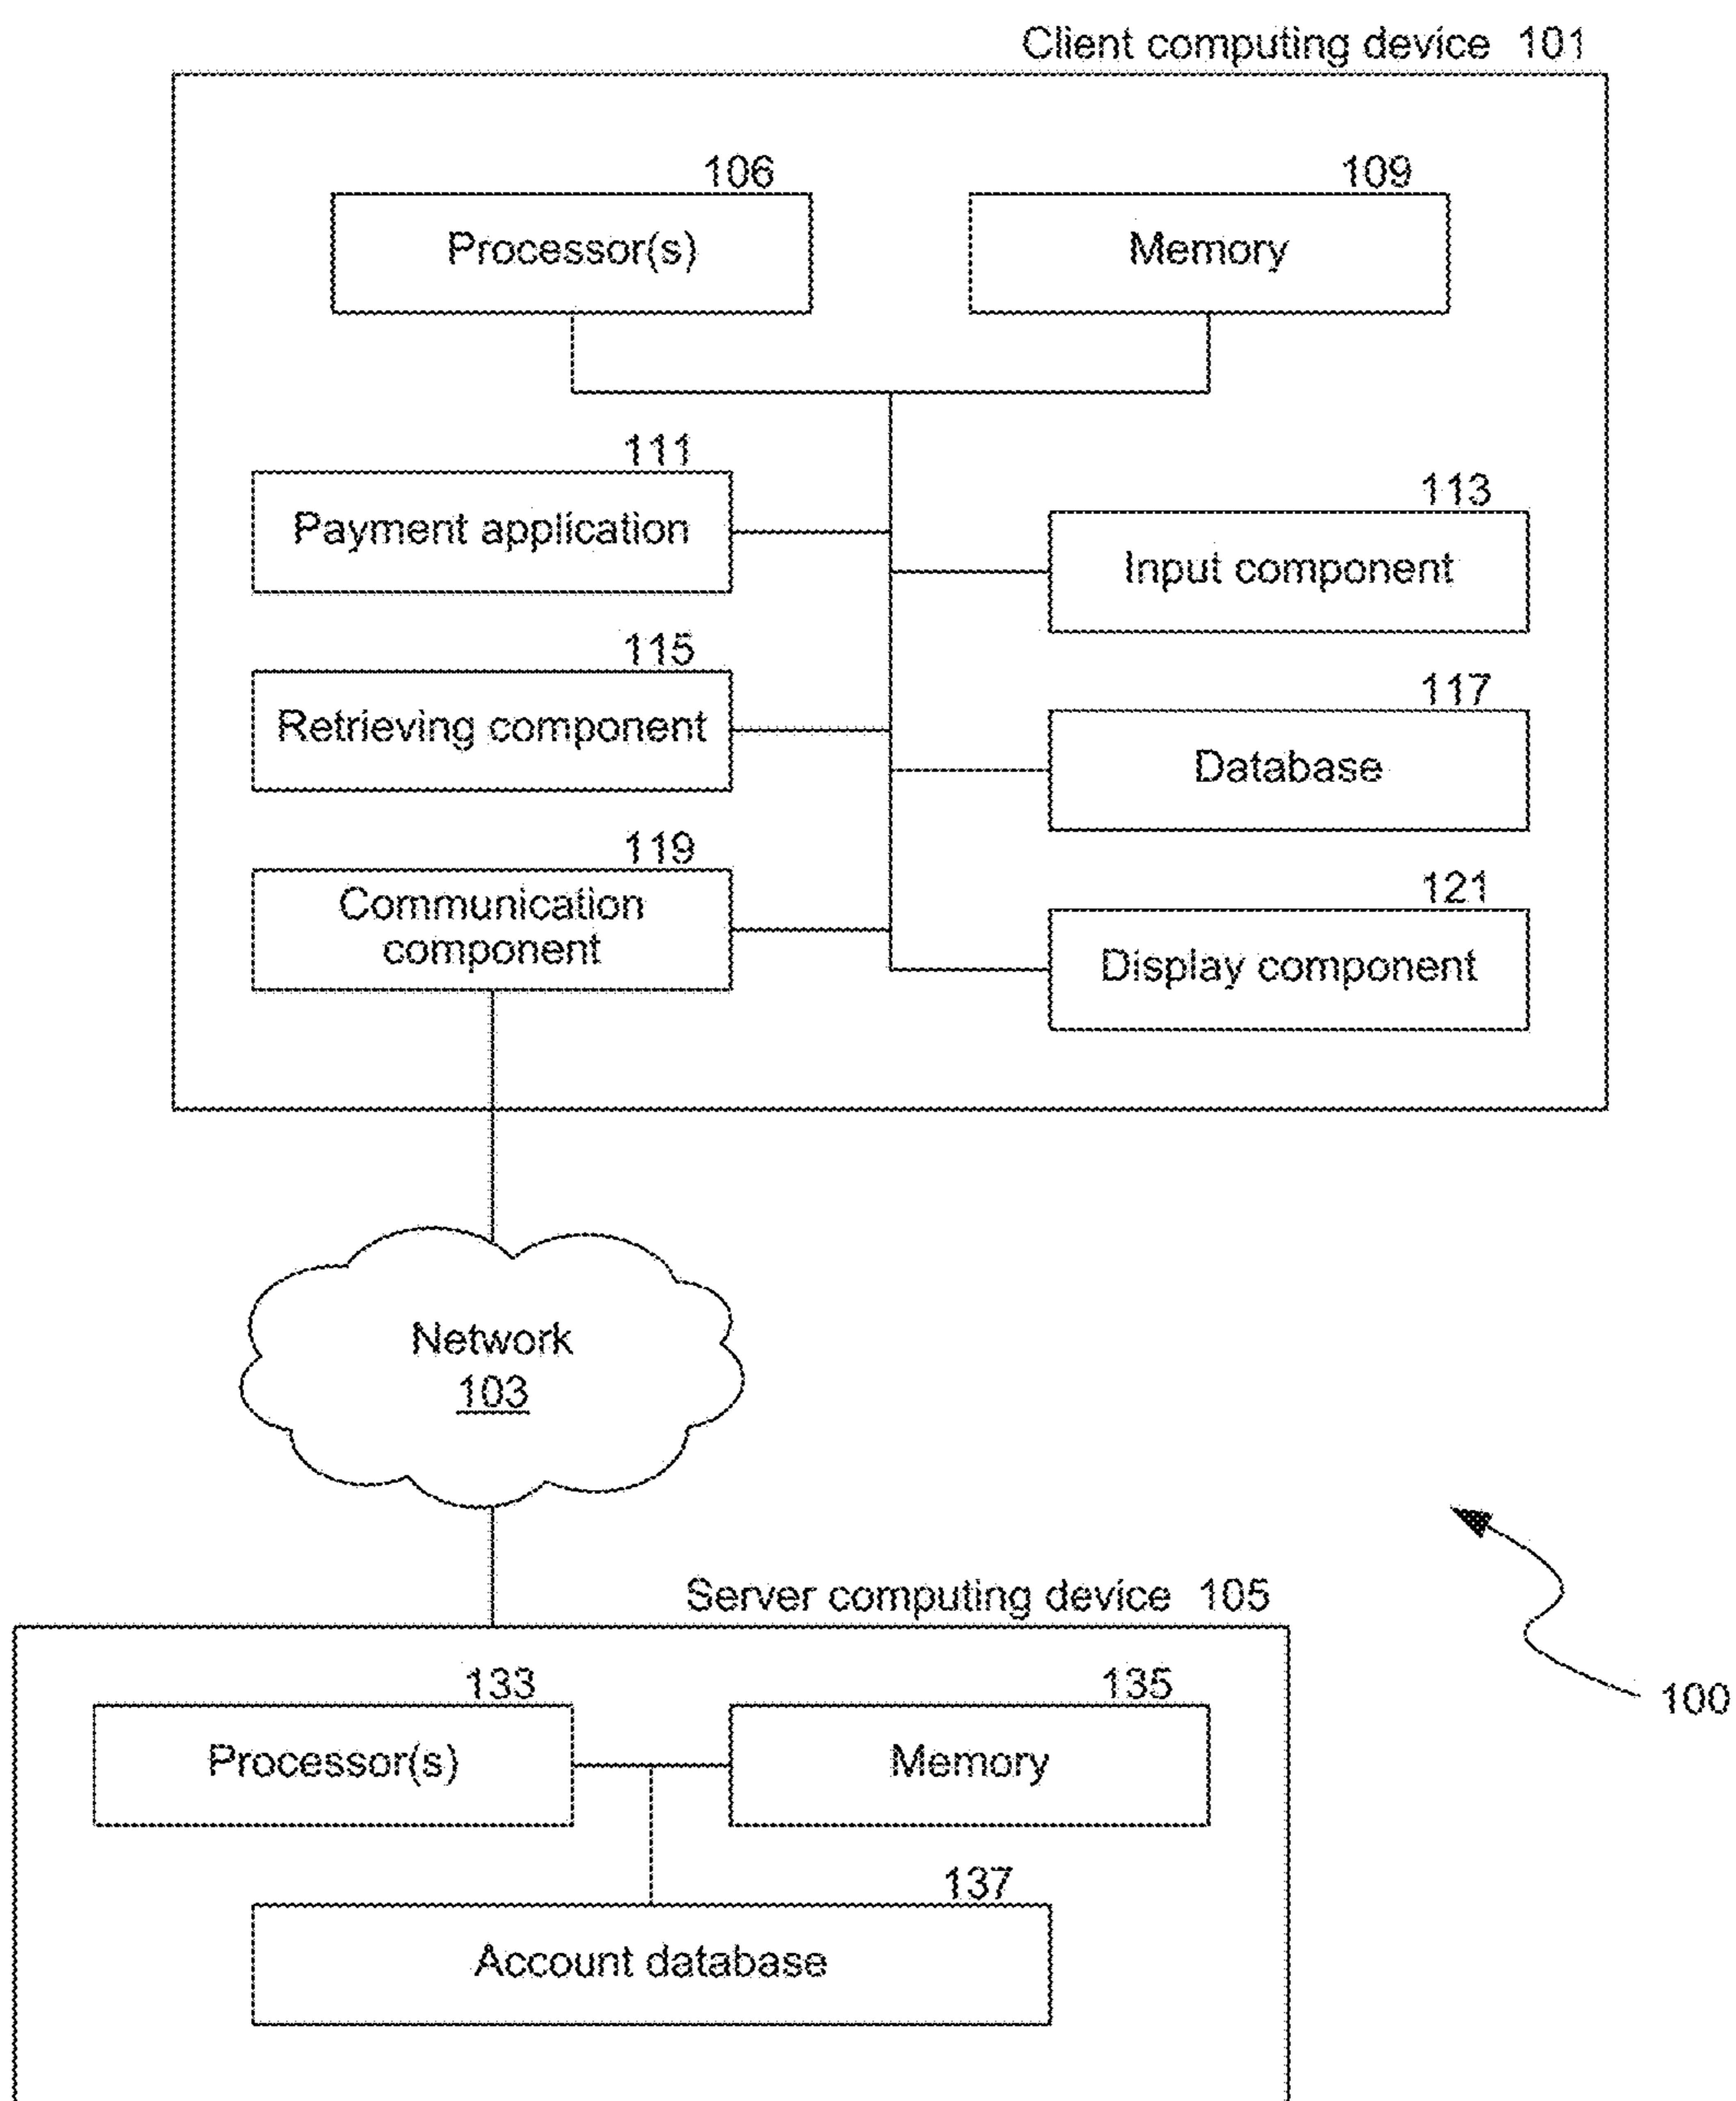 Client computing device 101
106
109
Processor(s)
Memory
111
Payment application
113
Input component
115
Retrieving component
117
Database
119
Communication
component
121
Display component
Network
103
Server computing device 105
133
135
Processor(s)
Memory
100
137
Account database